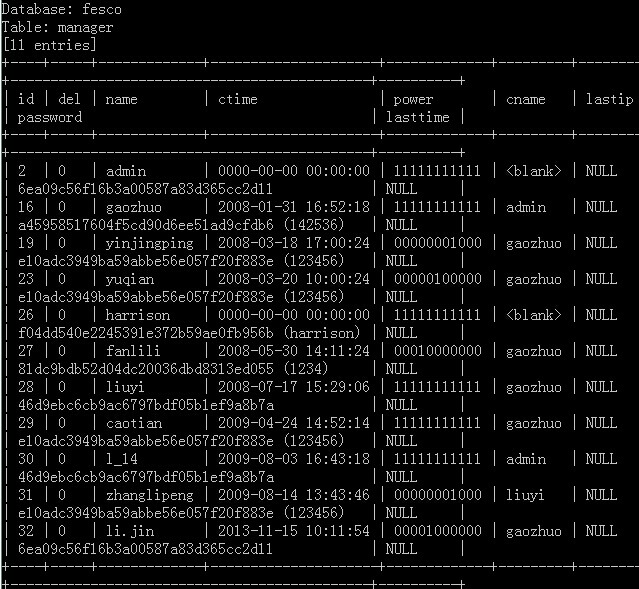 Database: fesco
Table: manager
[11 entries]
+----+-----+------------+---------------------+-------------+---------+--------
+------------------------------------------+----------+
| id | del | name | ctime | power | cname | lastip
| password | lasttime |
+----+-----+------------+---------------------+-------------+---------+--------
+------------------------------------------+----------+
| 2 | 0 | admin | 0000-00-00 00:00:00 | 11111111111 | <blank> | NULL
| 6ea09c56f16b3a00587a83d365cc2d11 | NULL |
| 16 | 0 | gaozhuo | 2008-01-31 16:52:18 | 11111111111 | admin | NULL
| a45958517604f5cd90d6ee51ad9cfdb6 (142536) | NULL |
| 19 | 0 | yinjingping | 2008-03-18 17:00:24 | 00000001000 | gaozhuo | NULL
| e10adc3949ba59abbe56e057f20f883e (123456) | NULL |
| 23 | 0 | yuqian | 2008-03-20 10:00:24 | 00000100000 | gaozhuo | NULL
| e10adc3949ba59abbe56e057f20f883e (123456) | NULL |
| 26 | 0 | harrison | 0000-00-00 00:00:00 | 11111111111 | <blank> | NULL
| f04dd540e2245391e372b59ae0fb956b (harrison) | NULL |
| 27 | 0 | fanlili | 2008-05-30 14:11:24 | 00010000000 | gaozhuo | NULL
| 81dc9bdb52d04dc20036dbd8313ed055 (1234) | NULL |
| 28 | 0 | liuyi | 2008-07-17 15:29:06 | 11111111111 | gaozhuo | NULL
| 46d9ebc6cb9ac6797bdf05b1ef9a8b7a | NULL |
| 29 | 0 | caotian | 2009-04-24 14:52:14 | 11111111111 | gaozhuo | NULL
| e10adc3949ba59abbe56e057f20f883e (123456) | NULL |
| 30 | 0 | l_14 | 2009-08-03 16:43:18 | 11111111111 | admin | NULL
| 46d9ebc6cb9ac6797bdf05b1ef9a8b7a | NULL |
| 31 | 0 | zhanglipeng | 2009-08-14 13:43:46 | 00000001000 | liuyi | NULL
| e10adc3949ba59abbe56e057f20f883e (123456) | NULL |
| 32 | 0 | li.jin | 2013-11-15 10:11:54 | 00001000000 | gaozhuo | NULL
| 6ea09c56f16b3a00587a83d365cc2d11 | NULL |
+----+-----+------------+---------------------+-------------+---------+--------
+------------------------------------------+----------+